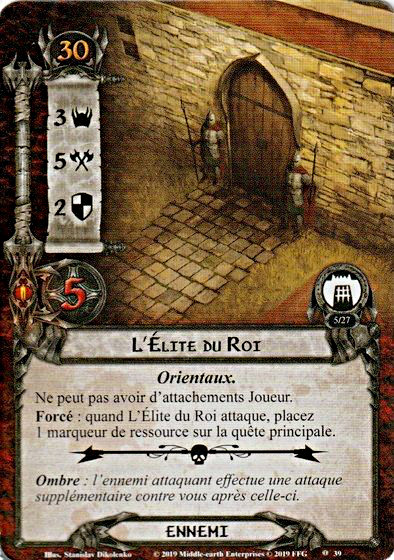 30
3
5
2
5
5/27
L'Élite du Roi
Orientaux.
Ne peut pas avoir d'attachements Joueur.
Forcé : quand L'Élite du Roi attaque, placez
1 marqueur de ressource sur la quête principale.
Ombre : l'ennemi attaquant effectue une attaque
supplémentaire contre vous après celle-ci.
ENNEMI
Illus. Stanislav Dikolenko © 2019 Middle-earth Enterprises © 2019 FFG 39